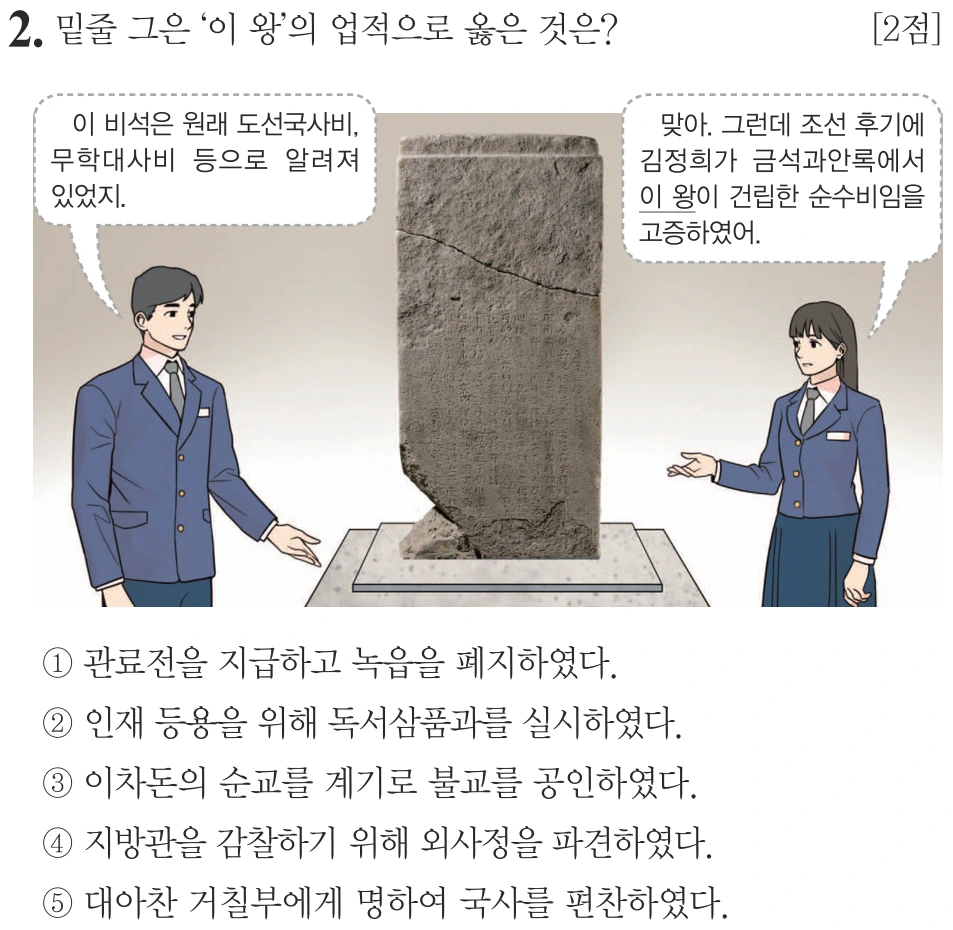 2. 밑줄 그은 ‘이 왕’의 업적으로 옳은 것은? [2점]
이 비석은 원래 도선국사비,
무학대사비 등으로 알려져
있었지.
맞아. 그런데 조선 후기에
김정희가 금석과안록에서
이 왕이 건립한 순수비임을
고증하였어.
① 관료전을 지급하고 녹읍을 폐지하였다.
② 인재 등용을 위해 독서삼품과를 실시하였다.
③ 이차돈의 순교를 계기로 불교를 공인하였다.
④ 지방관을 감찰하기 위해 외사정을 파견하였다.
⑤ 대아찬 거칠부에게 명하여 국사를 편찬하였다.